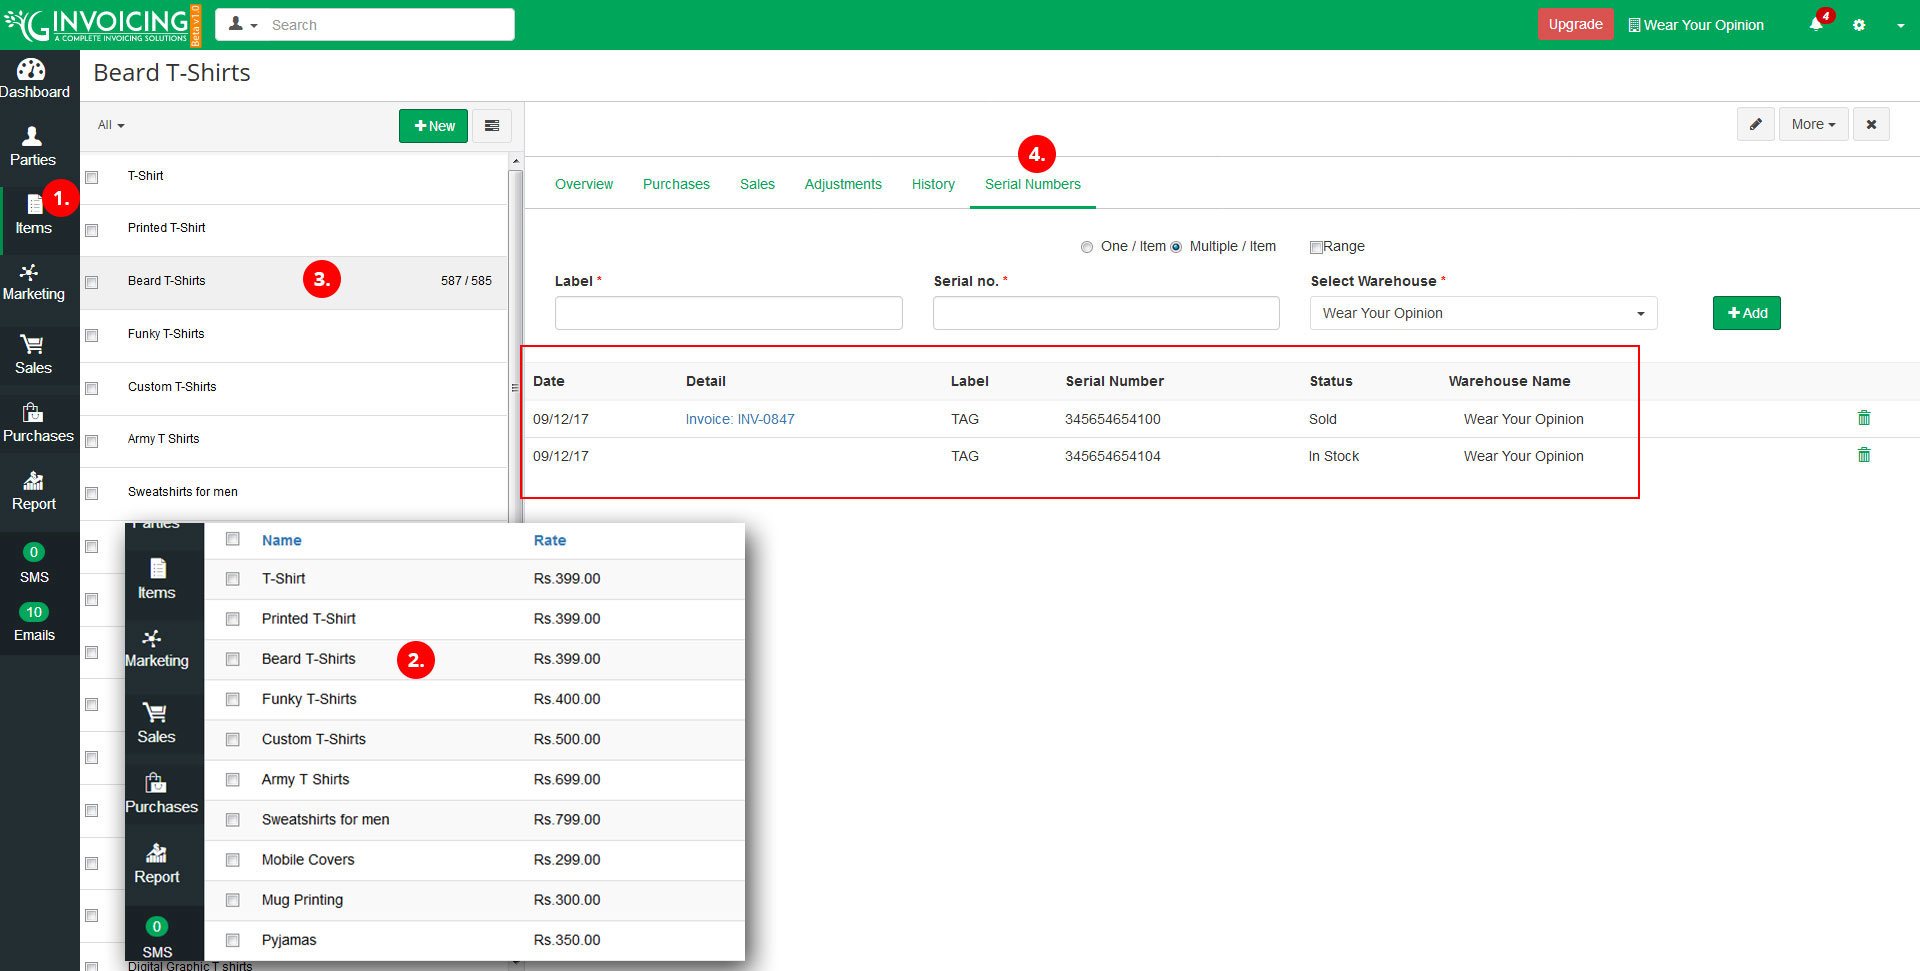 INVOICING
A COMPLETE INVOICING SOLUTIONS
Beta v1.0
Search
Upgrade
Wear Your Opinion
4
Dashboard
Parties
1.
Items
Marketing
Sales
Purchases
Report
0
SMS
10
Emails
Beard T-Shirts
All
New
T-Shirt
Printed T-Shirt
Beard T-Shirts 3. 587 / 585
Funky T-Shirts
Custom T-Shirts
Army T Shirts
Sweatshirts for men
More
4.
Overview Purchases Sales Adjustments History Serial Numbers
One / Item Multiple / Item Range
Label * Serial no. * Select Warehouse *
Wear Your Opinion
Add
Date Detail Label Serial Number Status Warehouse Name
09/12/17 Invoice: INV-0847 TAG 345654654100 Sold Wear Your Opinion
09/12/17 TAG 345654654104 In Stock Wear Your Opinion
Parties
Items
Marketing
Sales
Purchases
Report
0
SMS
Name Rate
T-Shirt Rs.399.00
Printed T-Shirt Rs.399.00
Beard T-Shirts 2. Rs.399.00
Funky T-Shirts Rs.400.00
Custom T-Shirts Rs.500.00
Army T Shirts Rs.699.00
Sweatshirts for men Rs.799.00
Mobile Covers Rs.299.00
Mug Printing Rs.300.00
Pyjamas Rs.350.00
Digital Graphic T shirts